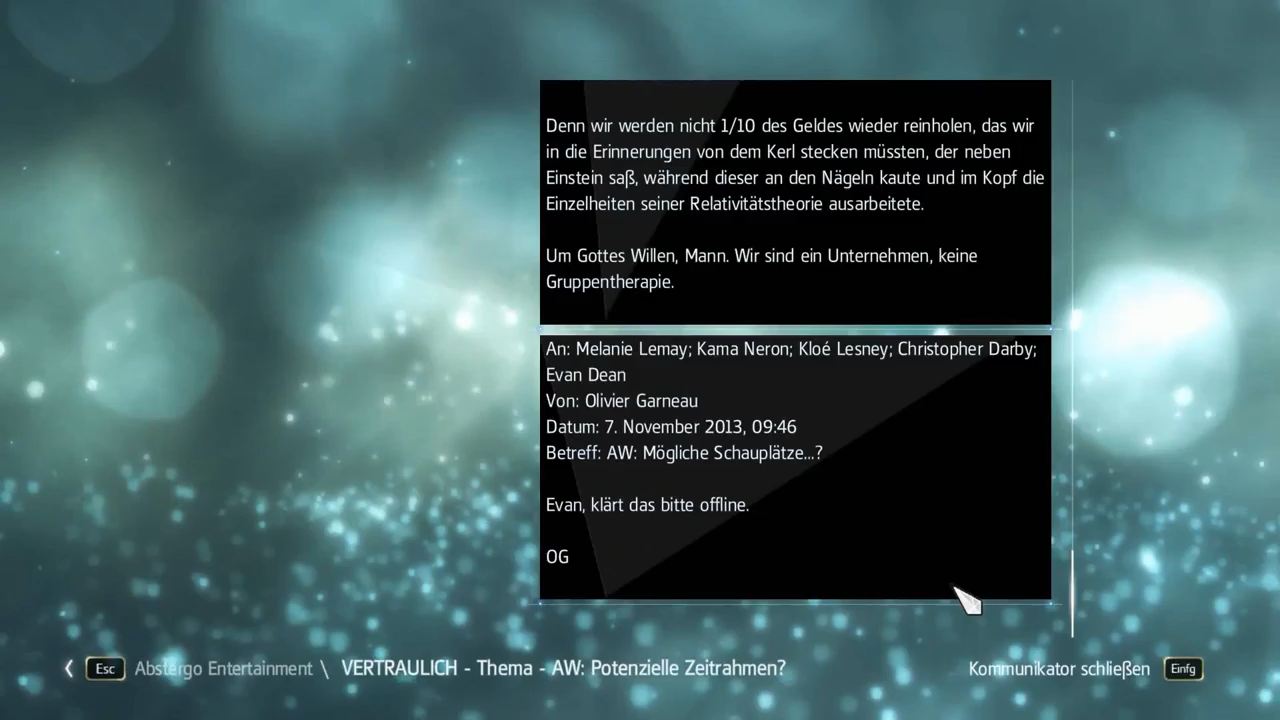 Denn wir werden nicht 1/10 des Geldes wieder reinholen, das wir
in die Erinnerungen von dem Kerl stecken müssten, der neben
Einstein saß, während dieser an den Nägeln kaute und im Kopf die
Einzelheiten seiner Relativitätstheorie ausarbeitete.
Um Gottes Willen, Mann. Wir sind ein Unternehmen, keine
Gruppentherapie.
An: Melanie Lemay; Kama Neron; Kloé Lesney; Christopher Darby;
Evan Dean
Von: Olivier Garneau
Datum: 7. November 2013, 09:46
Betreff: AW: Mögliche Schauplätze...?
Evan, klärt das bitte offline.
OG
Esc Abstergo Entertainment \ VERTRAULICH - Thema - AW: Potenzielle Zeitrahmen?
Kommunikator schließen Einfg